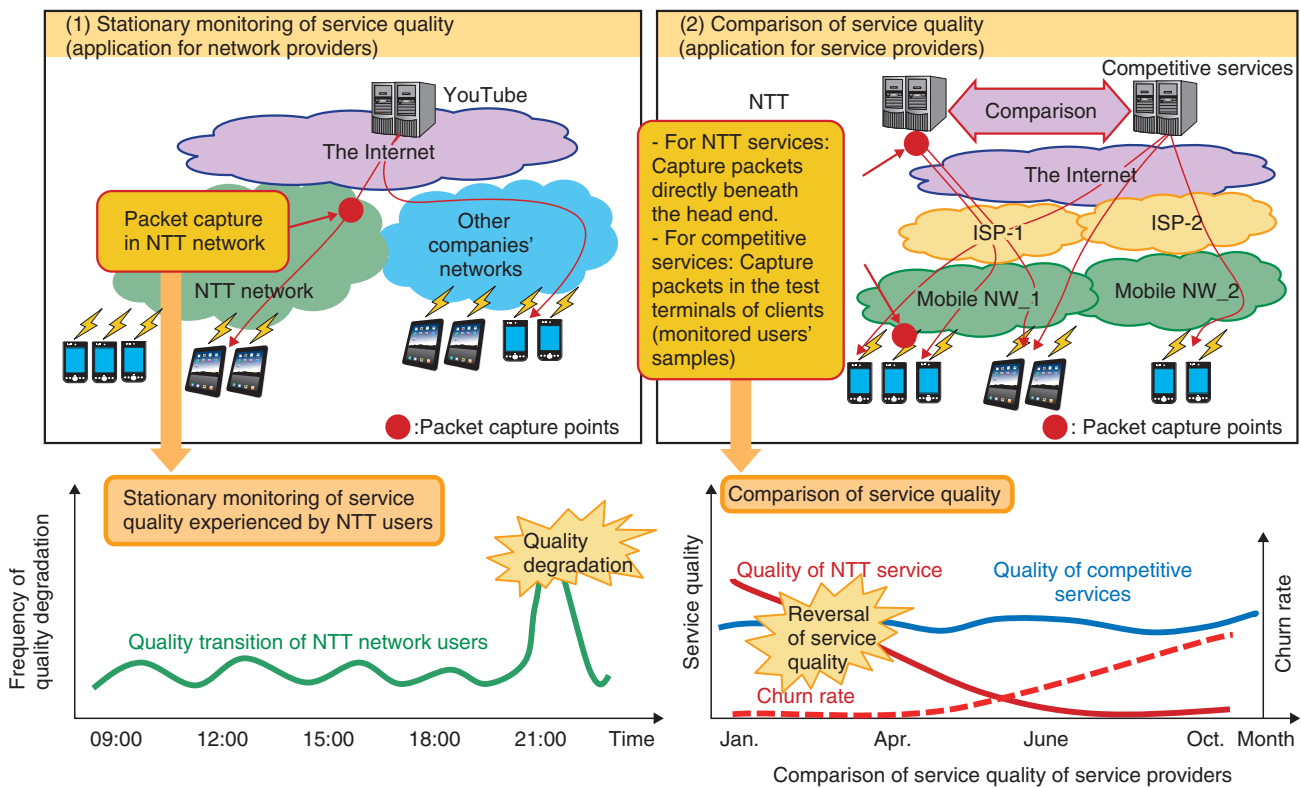 (1) Stationary monitoring of service quality
(application for network providers)
YouTube
The Internet
Packet capture
in NTT network
Other
companies'
networks
NTT network
:Packet capture points
(2) Comparison of service quality
(application for service providers)
Competitive services
NTT
Comparison
- For NTT services:
Capture packets
directly beneath
the head end.
- For competitive
services: Capture
packets in the test
terminals of clients
(monitored users'
samples)
The Internet
ISP-1
ISP-2
Mobile NW_1
Mobile NW_2
: Packet capture points
Stationary monitoring of service
quality experienced by NTT users
Quality
degradation
Frequency of
quality degradation
Quality transition of NTT network users
09:00
12:00
15:00
18:00
21:00
Time
Comparison of service quality
Service quality
Quality of NTT service
Quality of competitive
services
Reversal
of service
quality
Churn rate
Churn rate
Jan.
Apr.
June
Oct.
Month
Comparison of service quality of service providers